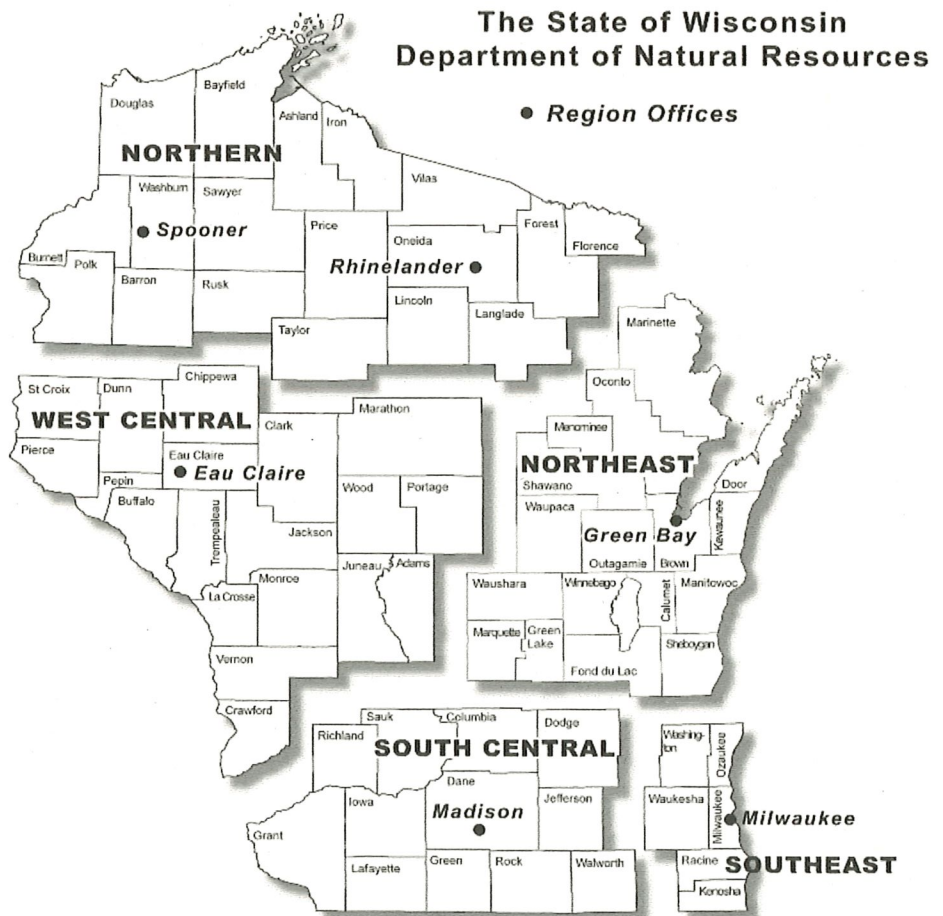 The State of Wisconsin
Department of Natural Resources
Region Offices
Bayfield
Douglas
Ashland
Iron
NORTHERN
Vilas
Washburn
Sawyer
Price
Forest
Spooner
Oneida
Florence
Burnett
Polk
Rhinelander
Barron
Rusk
Lincoln
Langlade
Taylor
Marinette
Chippewa
St Croix
Dunn
Oconto
WEST CENTRAL
Marathon
Clark
Menominee
Pierce
Eau Claire
Eau Claire
NORTHEAST
Pepin
Wood
Portage
Shawano
Door
Buffalo
Waupaca
Trempealeau
Jackson
Green Bay
Kewaunee
Juneau
Adams
Outagamie
Brown
Monroe
Waushara
Winnebago
Calumet
Manitowoc
La Crosse
Marquette
Green
Lake
Sheboygan
Vernon
Fond du Lac
Crawford
Sauk
Columbia
Dodge
Richland
SOUTH CENTRAL
Washing-
ton
Ozaukee
Dane
Iowa
Jefferson
Waukesha
Milwaukee
Madison
Milwaukee
Grant
Lafayette
Green
Rock
Walworth
Racine
SOUTHEAST
Kenosha